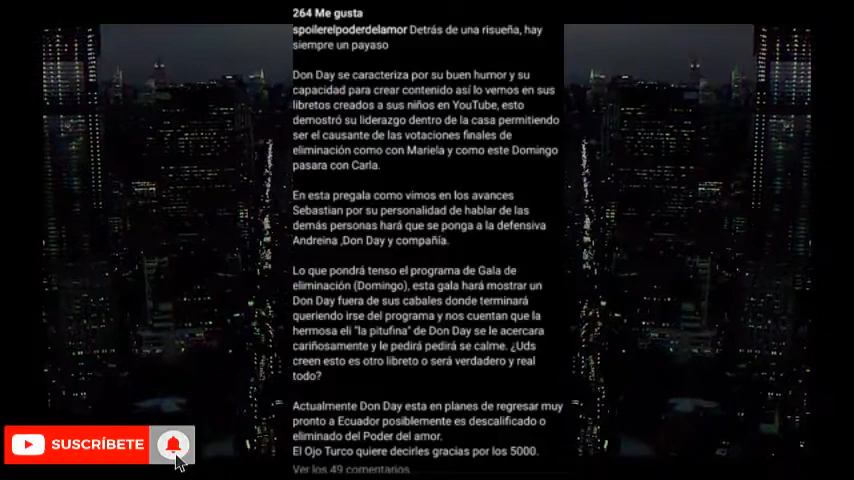 264 Me gusta
spoilerelpoderdelamor Detrás de una risueña, hay
siempre un payaso
Don Day se caracteriza por su buen humor y su
capacidad para crear contenido así lo vemos en sus
libretos creados a sus niños en YouTube, esto
demostró su liderazgo dentro de la casa permitiendo
ser el causante de las votaciones finales de
eliminación como con Mariela y como este Domingo
pasara con Carla.
En esta pregala como vimos en los avances
Sebastian por su personalidad de hablar de las
demás personas hará que se ponga a la defensiva
Andreina ,Don Day y compañía.
Lo que pondrá tenso el programa de Gala de
eliminación (Domingo), esta gala hará mostrar un
Don Day fuera de sus cabales donde terminará
queriendo irse del programa y nos cuentan que la
hermosa eli "la pitufina" de Don Day se le acercara
cariñosamente y le pedirá pedirá se calme. ¿Uds
creen esto es otro libreto o será verdadero y real
todo?
Actualmente Don Day esta en planes de regresar muy
pronto a Ecuador posiblemente es descalificado o
eliminado del Poder del amor.
El Ojo Turco quiere decirles gracias por los 5000.
Ver los 49 comentarios
SUSCRÍBETE